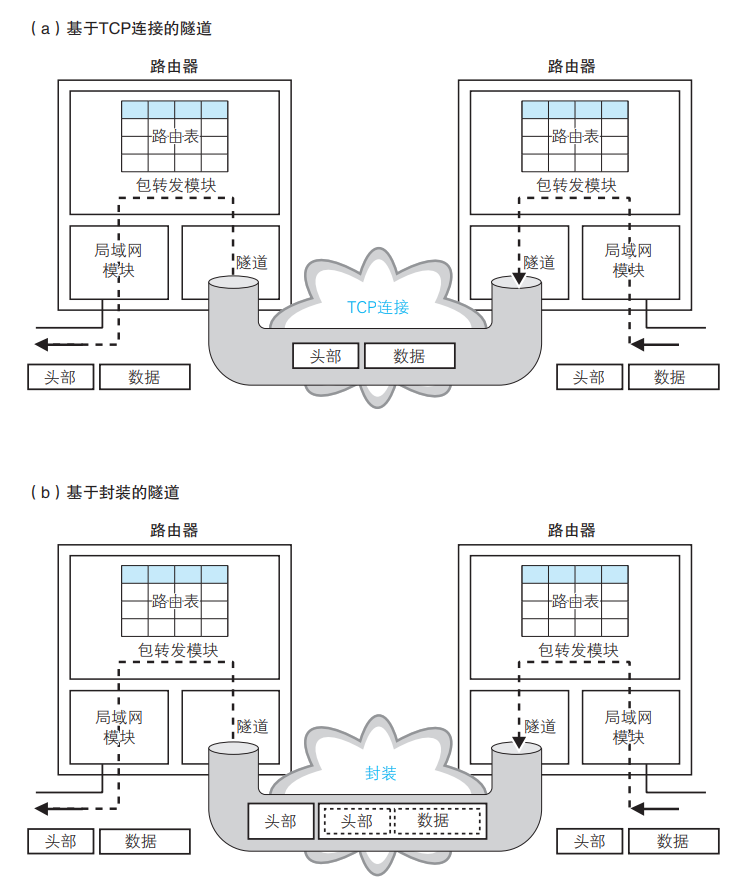 （a）基于TCP连接的隧道
路由器
路由器
路由表
路由表
包转发模块
包转发模块
局域网
模块
隧道
隧道
局域网
模块
TCP连接
头部
数据
头部
数据
头部
数据
（b）基于封装的隧道
路由器
路由器
路由表
路由表
包转发模块
包转发模块
局域网
模块
隧道
隧道
局域网
模块
封装
头部
头部
数据
头部
数据
头部
数据